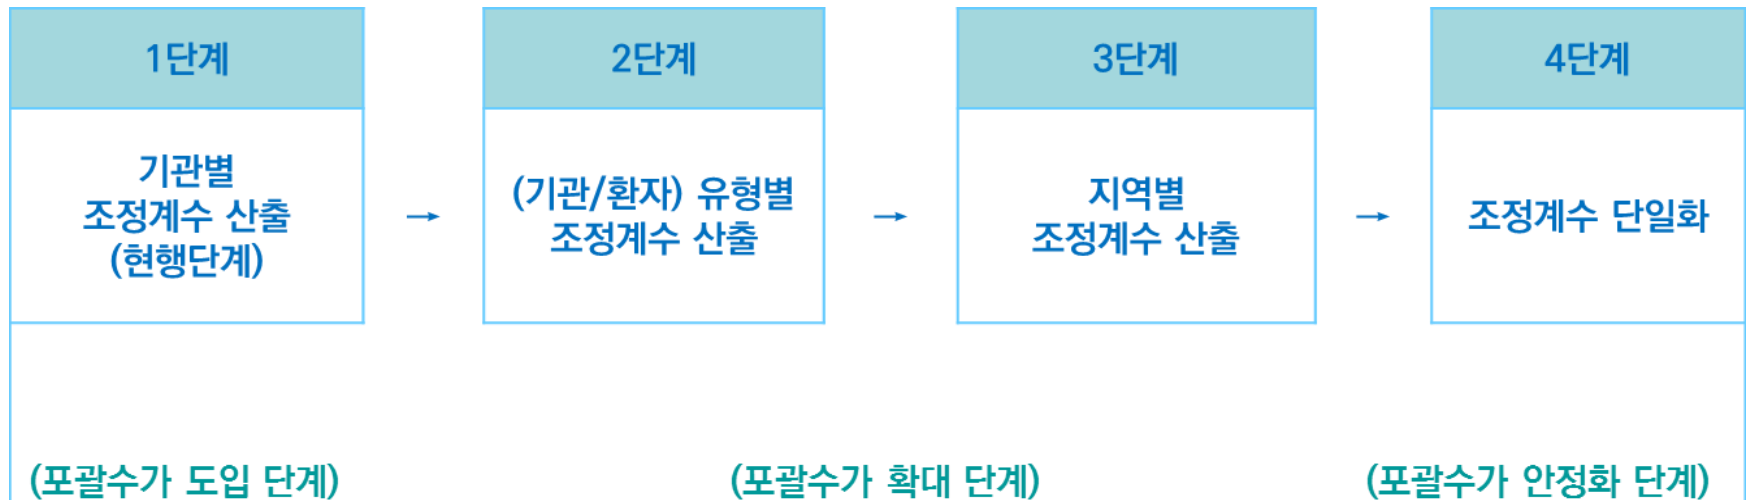 1단계
기관별
조정계수 산출
(현행단계)
→
2단계
(기관/환자) 유형별
조정계수 산출
→
3단계
지역별
조정계수 산출
→
4단계
조정계수 단일화
(포괄수가 도입 단계)
(포괄수가 확대 단계)
(포괄수가 안정화 단계)